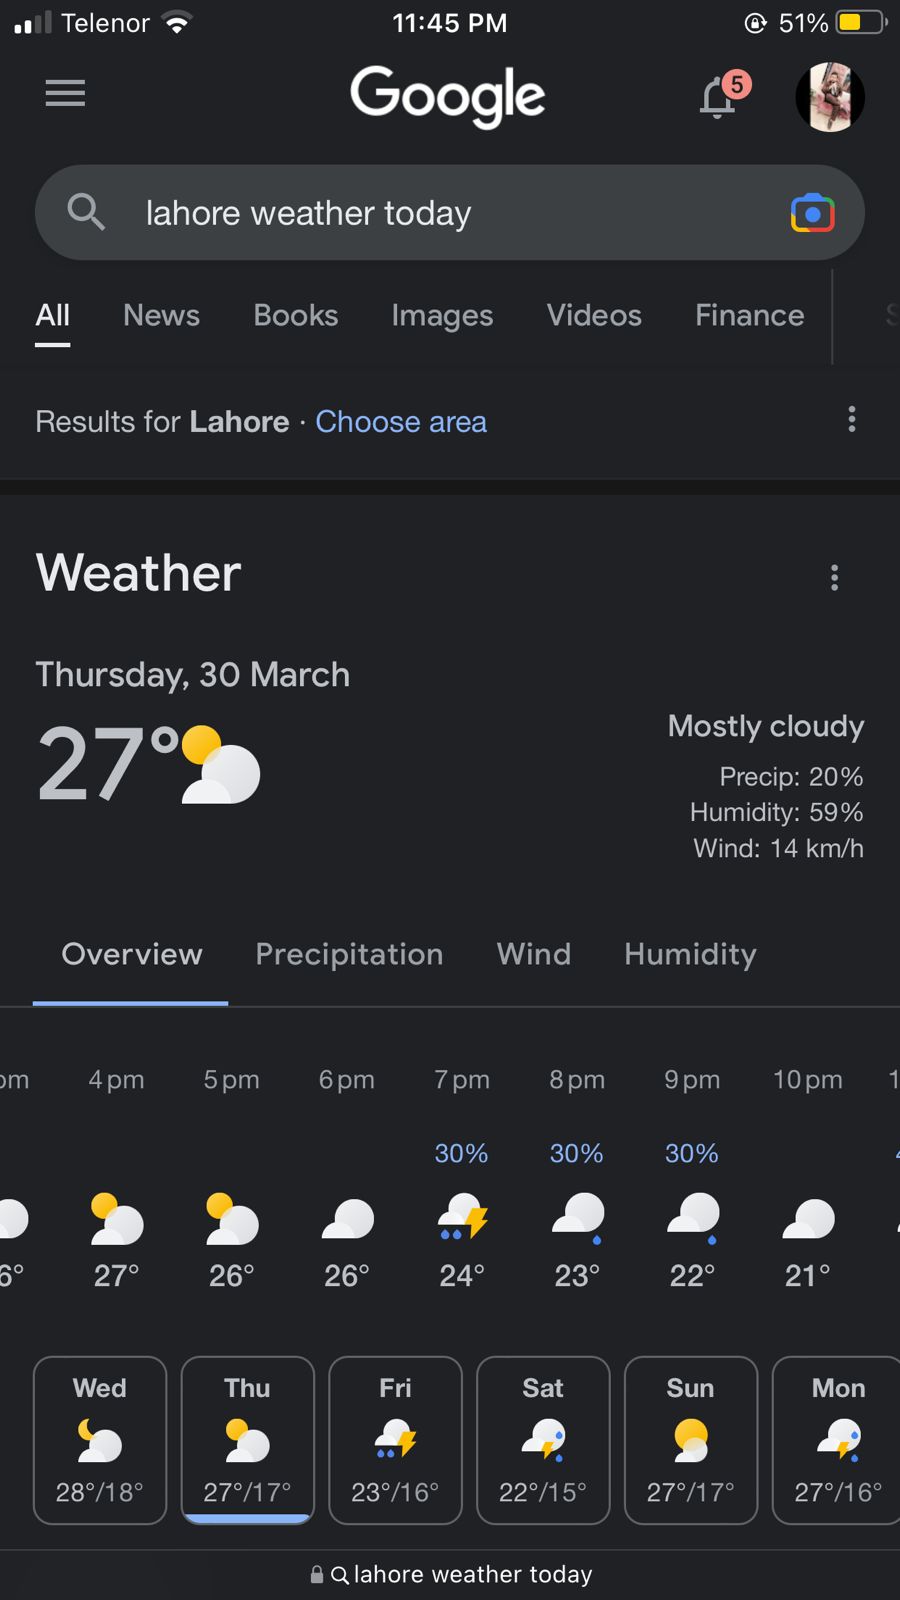 Telenor 11:45 PM 51%
Google
5
lahore weather today
All News Books Images Videos Finance
Results for Lahore · Choose area
Weather
Thursday, 30 March
27°
Mostly cloudy
Precip: 20%
Humidity: 59%
Wind: 14 km/h
Overview Precipitation Wind Humidity
pm 4 pm 5 pm 6 pm 7 pm 8 pm 9 pm 10 pm
30% 30% 30%
6° 27° 26° 26° 24° 23° 22° 21°
Wed Thu Fri Sat Sun Mon
28°/18° 27°/17° 23°/16° 22°/15° 27°/17° 27°/16°
lahore weather today